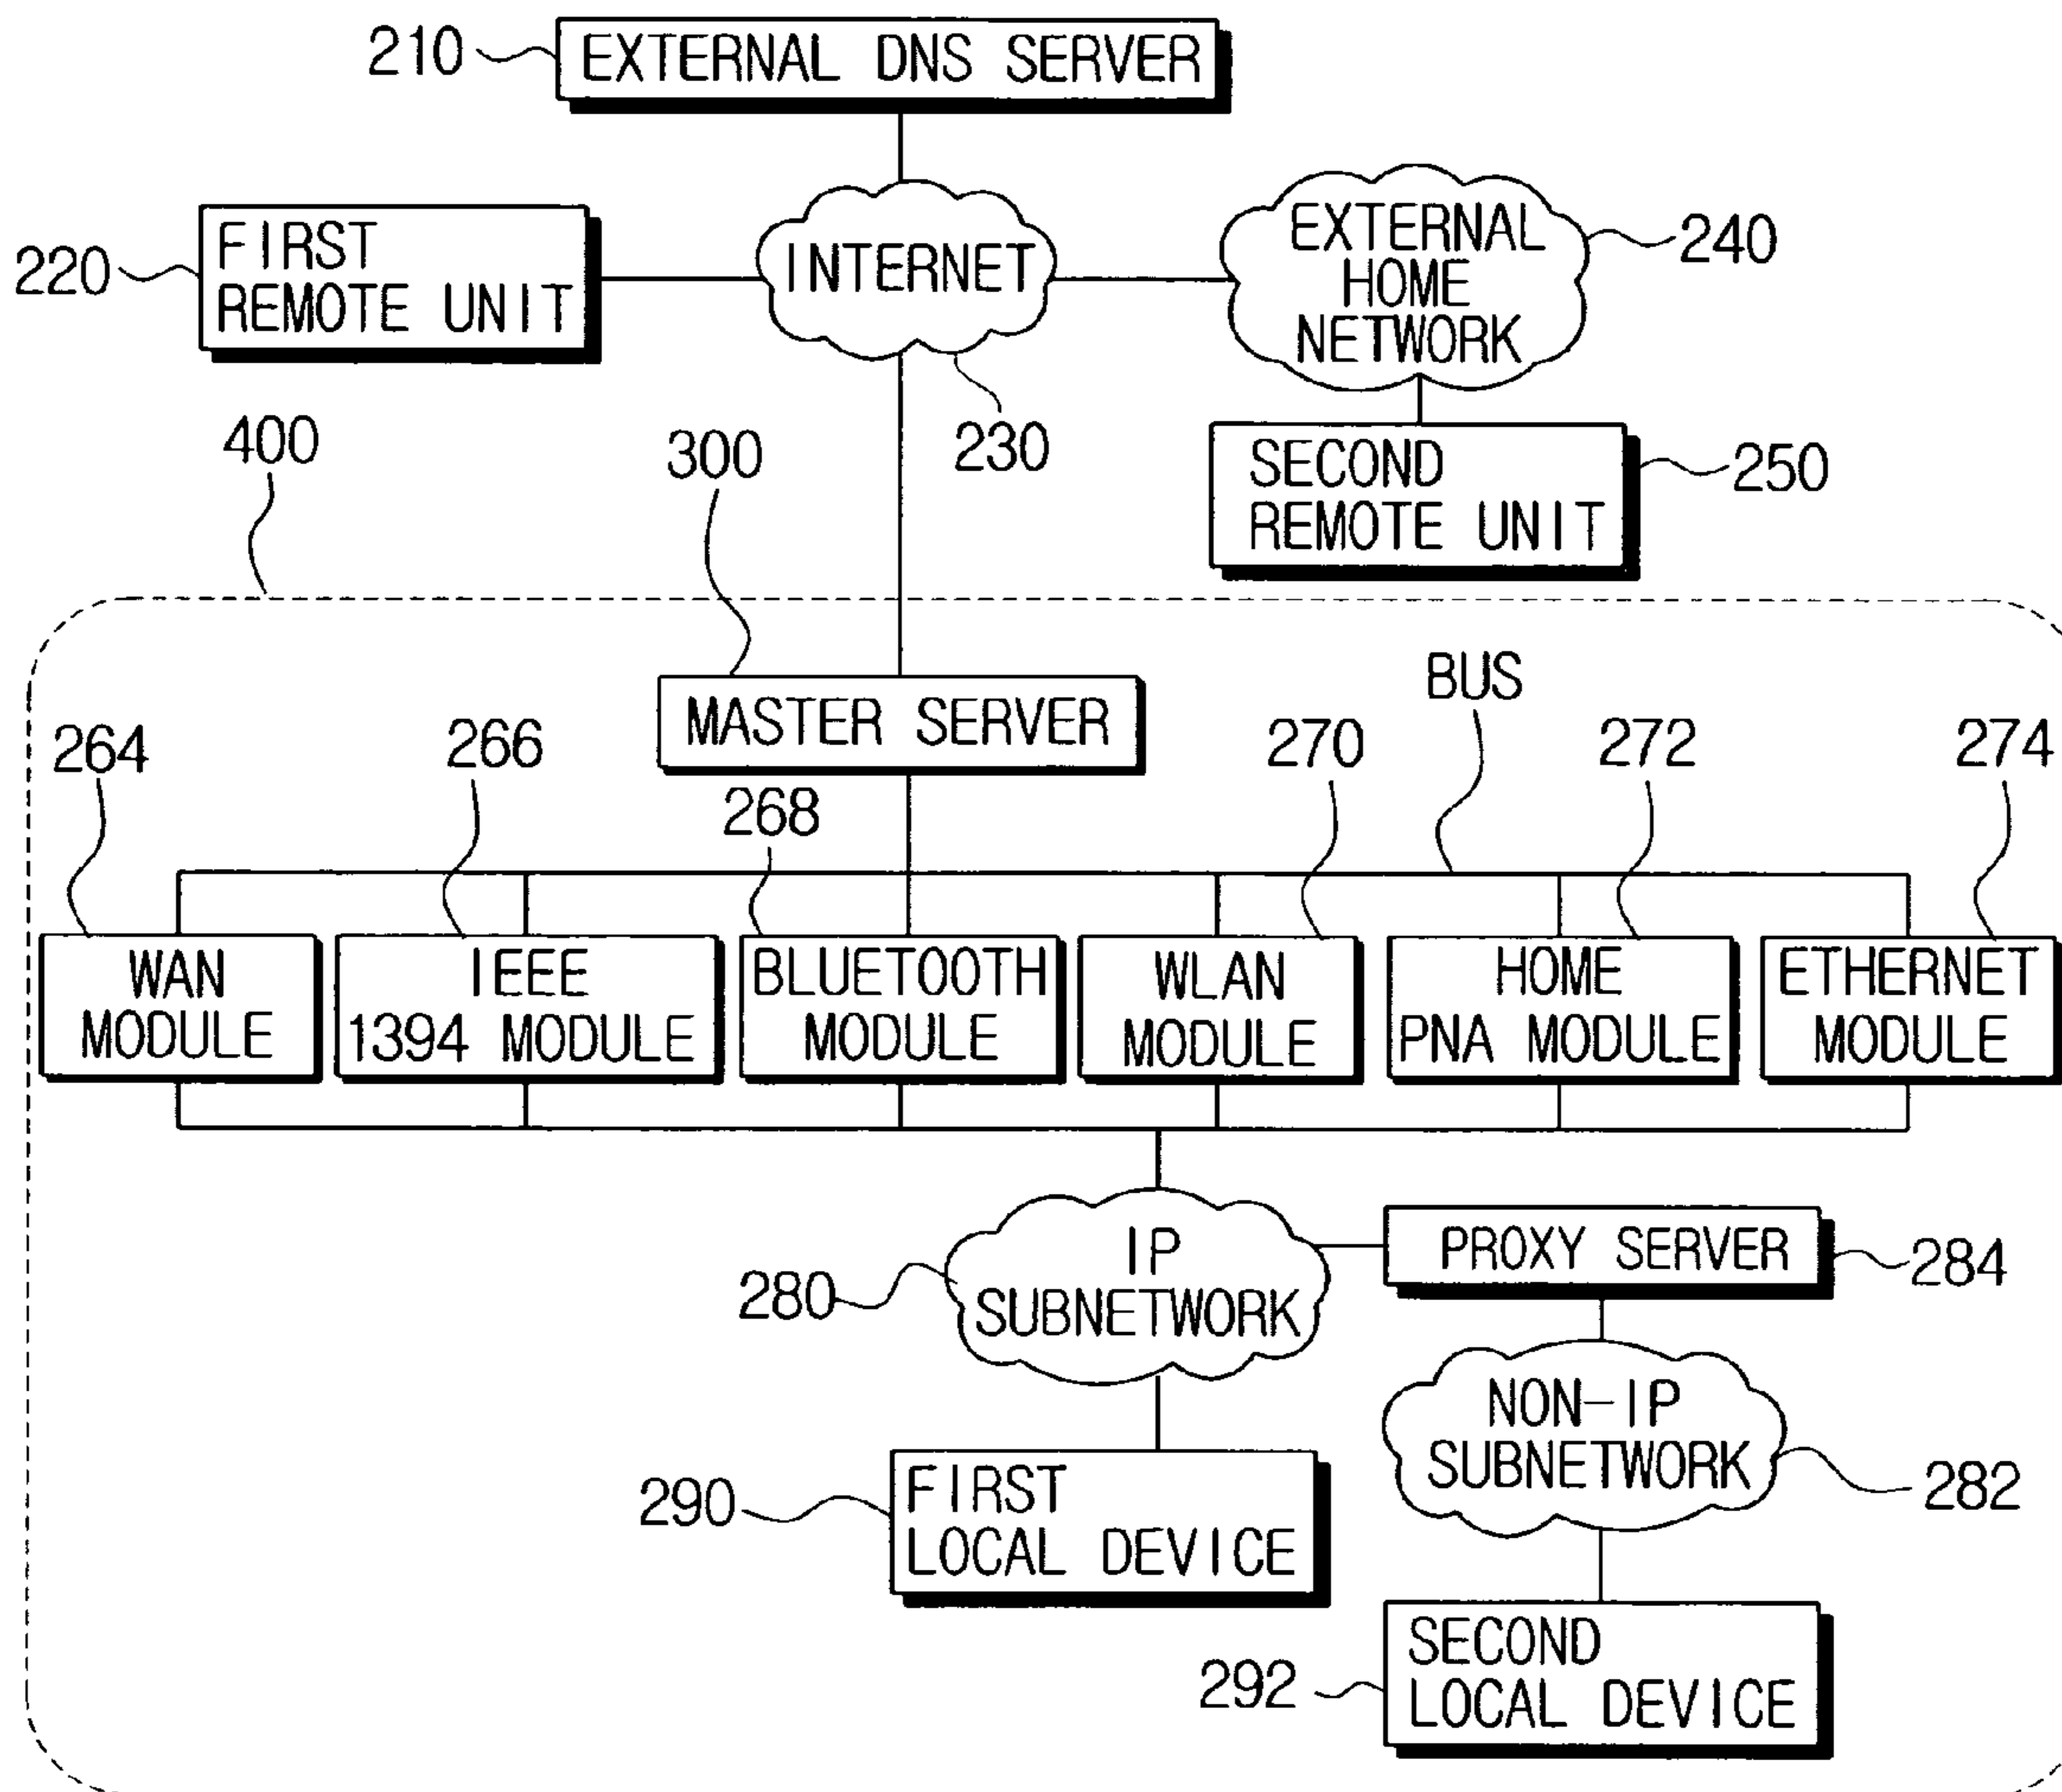 210
EXTERNAL DNS SERVER
220
FIRST
REMOTE UNIT
INTERNET
230
EXTERNAL
HOME
NETWORK
240
SECOND
REMOTE UNIT
250
400
300
MASTER SERVER
BUS
264
266
268
270
272
274
WAN
MODULE
IEEE
1394 MODULE
BLUETOOTH
MODULE
WLAN
MODULE
HOME
PNA MODULE
ETHERNET
MODULE
280
IP
SUBNETWORK
PROXY SERVER
284
NON-IP
SUBNETWORK
282
290
FIRST
LOCAL DEVICE
292
SECOND
LOCAL DEVICE